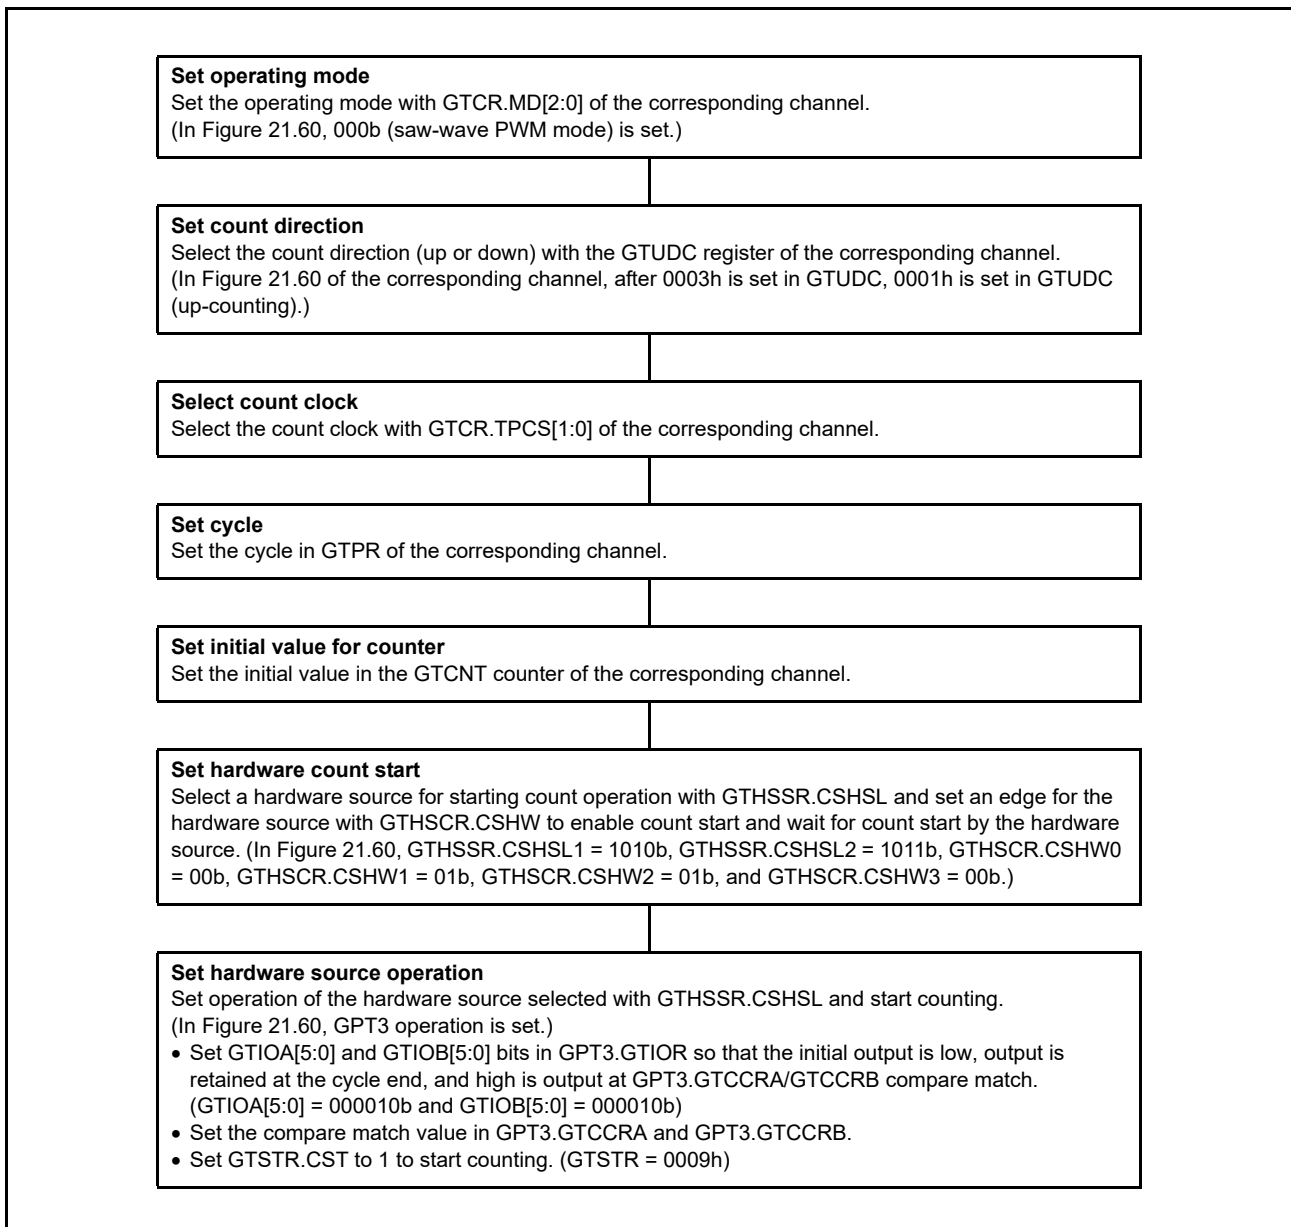 Set operating mode
Set the operating mode with GTCR.MD[2:0] of the corresponding channel.
(In Figure 21.60, 000b (saw-wave PWM mode) is set.)
Set count direction
Select the count direction (up or down) with the GTUDC register of the corresponding channel.
(In Figure 21.60 of the corresponding channel, after 0003h is set in GTUDC, 0001h is set in GTUDC
(up-counting).)
Select count clock
Select the count clock with GTCR.TPCS[1:0] of the corresponding channel.
Set cycle
Set the cycle in GTPR of the corresponding channel.
Set initial value for counter
Set the initial value in the GTCNT counter of the corresponding channel.
Set hardware count start
Select a hardware source for starting count operation with GTHSSR.CSHSL and set an edge for the
hardware source with GTHSCR.CSHW to enable count start and wait for count start by the hardware
source. (In Figure 21.60, GTHSSR.CSHSL1 = 1010b, GTHSSR.CSHSL2 = 1011b, GTHSCR.CSHW0
= 00b, GTHSCR.CSHW1 = 01b, GTHSCR.CSHW2 = 01b, and GTHSCR.CSHW3 = 00b.)
Set hardware source operation
Set operation of the hardware source selected with GTHSSR.CSHSL and start counting.
(In Figure 21.60, GPT3 operation is set.)
• Set GTIOA[5:0] and GTIOB[5:0] bits in GPT3.GTIOR so that the initial output is low, output is
retained at the cycle end, and high is output at GPT3.GTCCRA/GTCCRB compare match.
(GTIOA[5:0] = 000010b and GTIOB[5:0] = 000010b)
• Set the compare match value in GPT3.GTCCRA and GPT3.GTCCRB.
• Set GTSTR.CST to 1 to start counting. (GTSTR = 0009h)